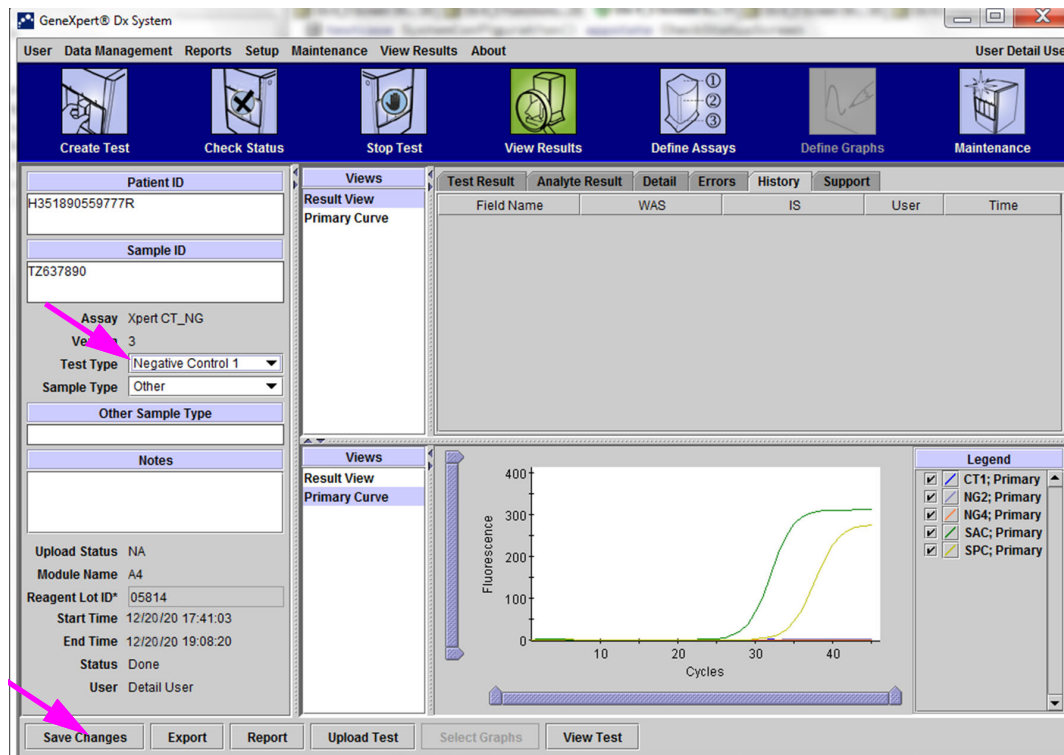 GeneXpert® Dx System
User Data Management Reports Setup Maintenance View Results About User Detail Use
Create Test Check Status Stop Test View Results Define Assays Define Graphs Maintenance
1
2
3
Patient ID
H351890559777R
Sample ID
TZ637890
Assay Xpert CT_NG
3
Test Type Negative Control 1
Sample Type Other
Other Sample Type
Notes
Upload Status NA
Module Name A4
Reagent Lot ID* 05814
Start Time 12/20/20 17:41:03
End Time 12/20/20 19:08:20
Status Done
User Detail User
Views
Result View
Primary Curve
Test Result Analyte Result Detail Errors History Support
Field Name WAS IS User Time
Views
Result View
Primary Curve
400
300
200
100
0
Fluorescence
10 20 30 40
Cycles
Legend
CT1; Primary
NG2; Primary
NG4; Primary
SAC; Primary
SPC; Primary
Save Changes Export Report Upload Test Select Graphs View Test